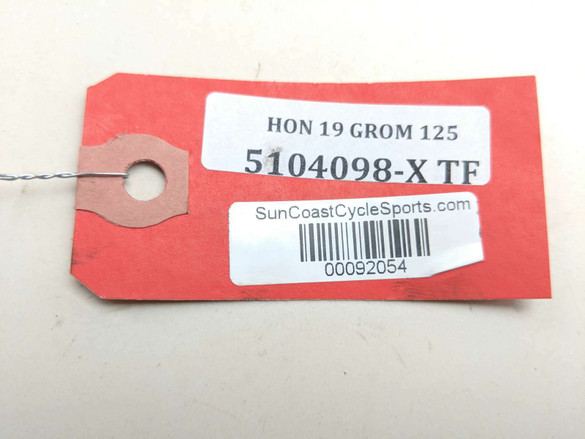 HON 19 GROM 125
5104098-X TF
SunCoastCycleSports.com
00092054